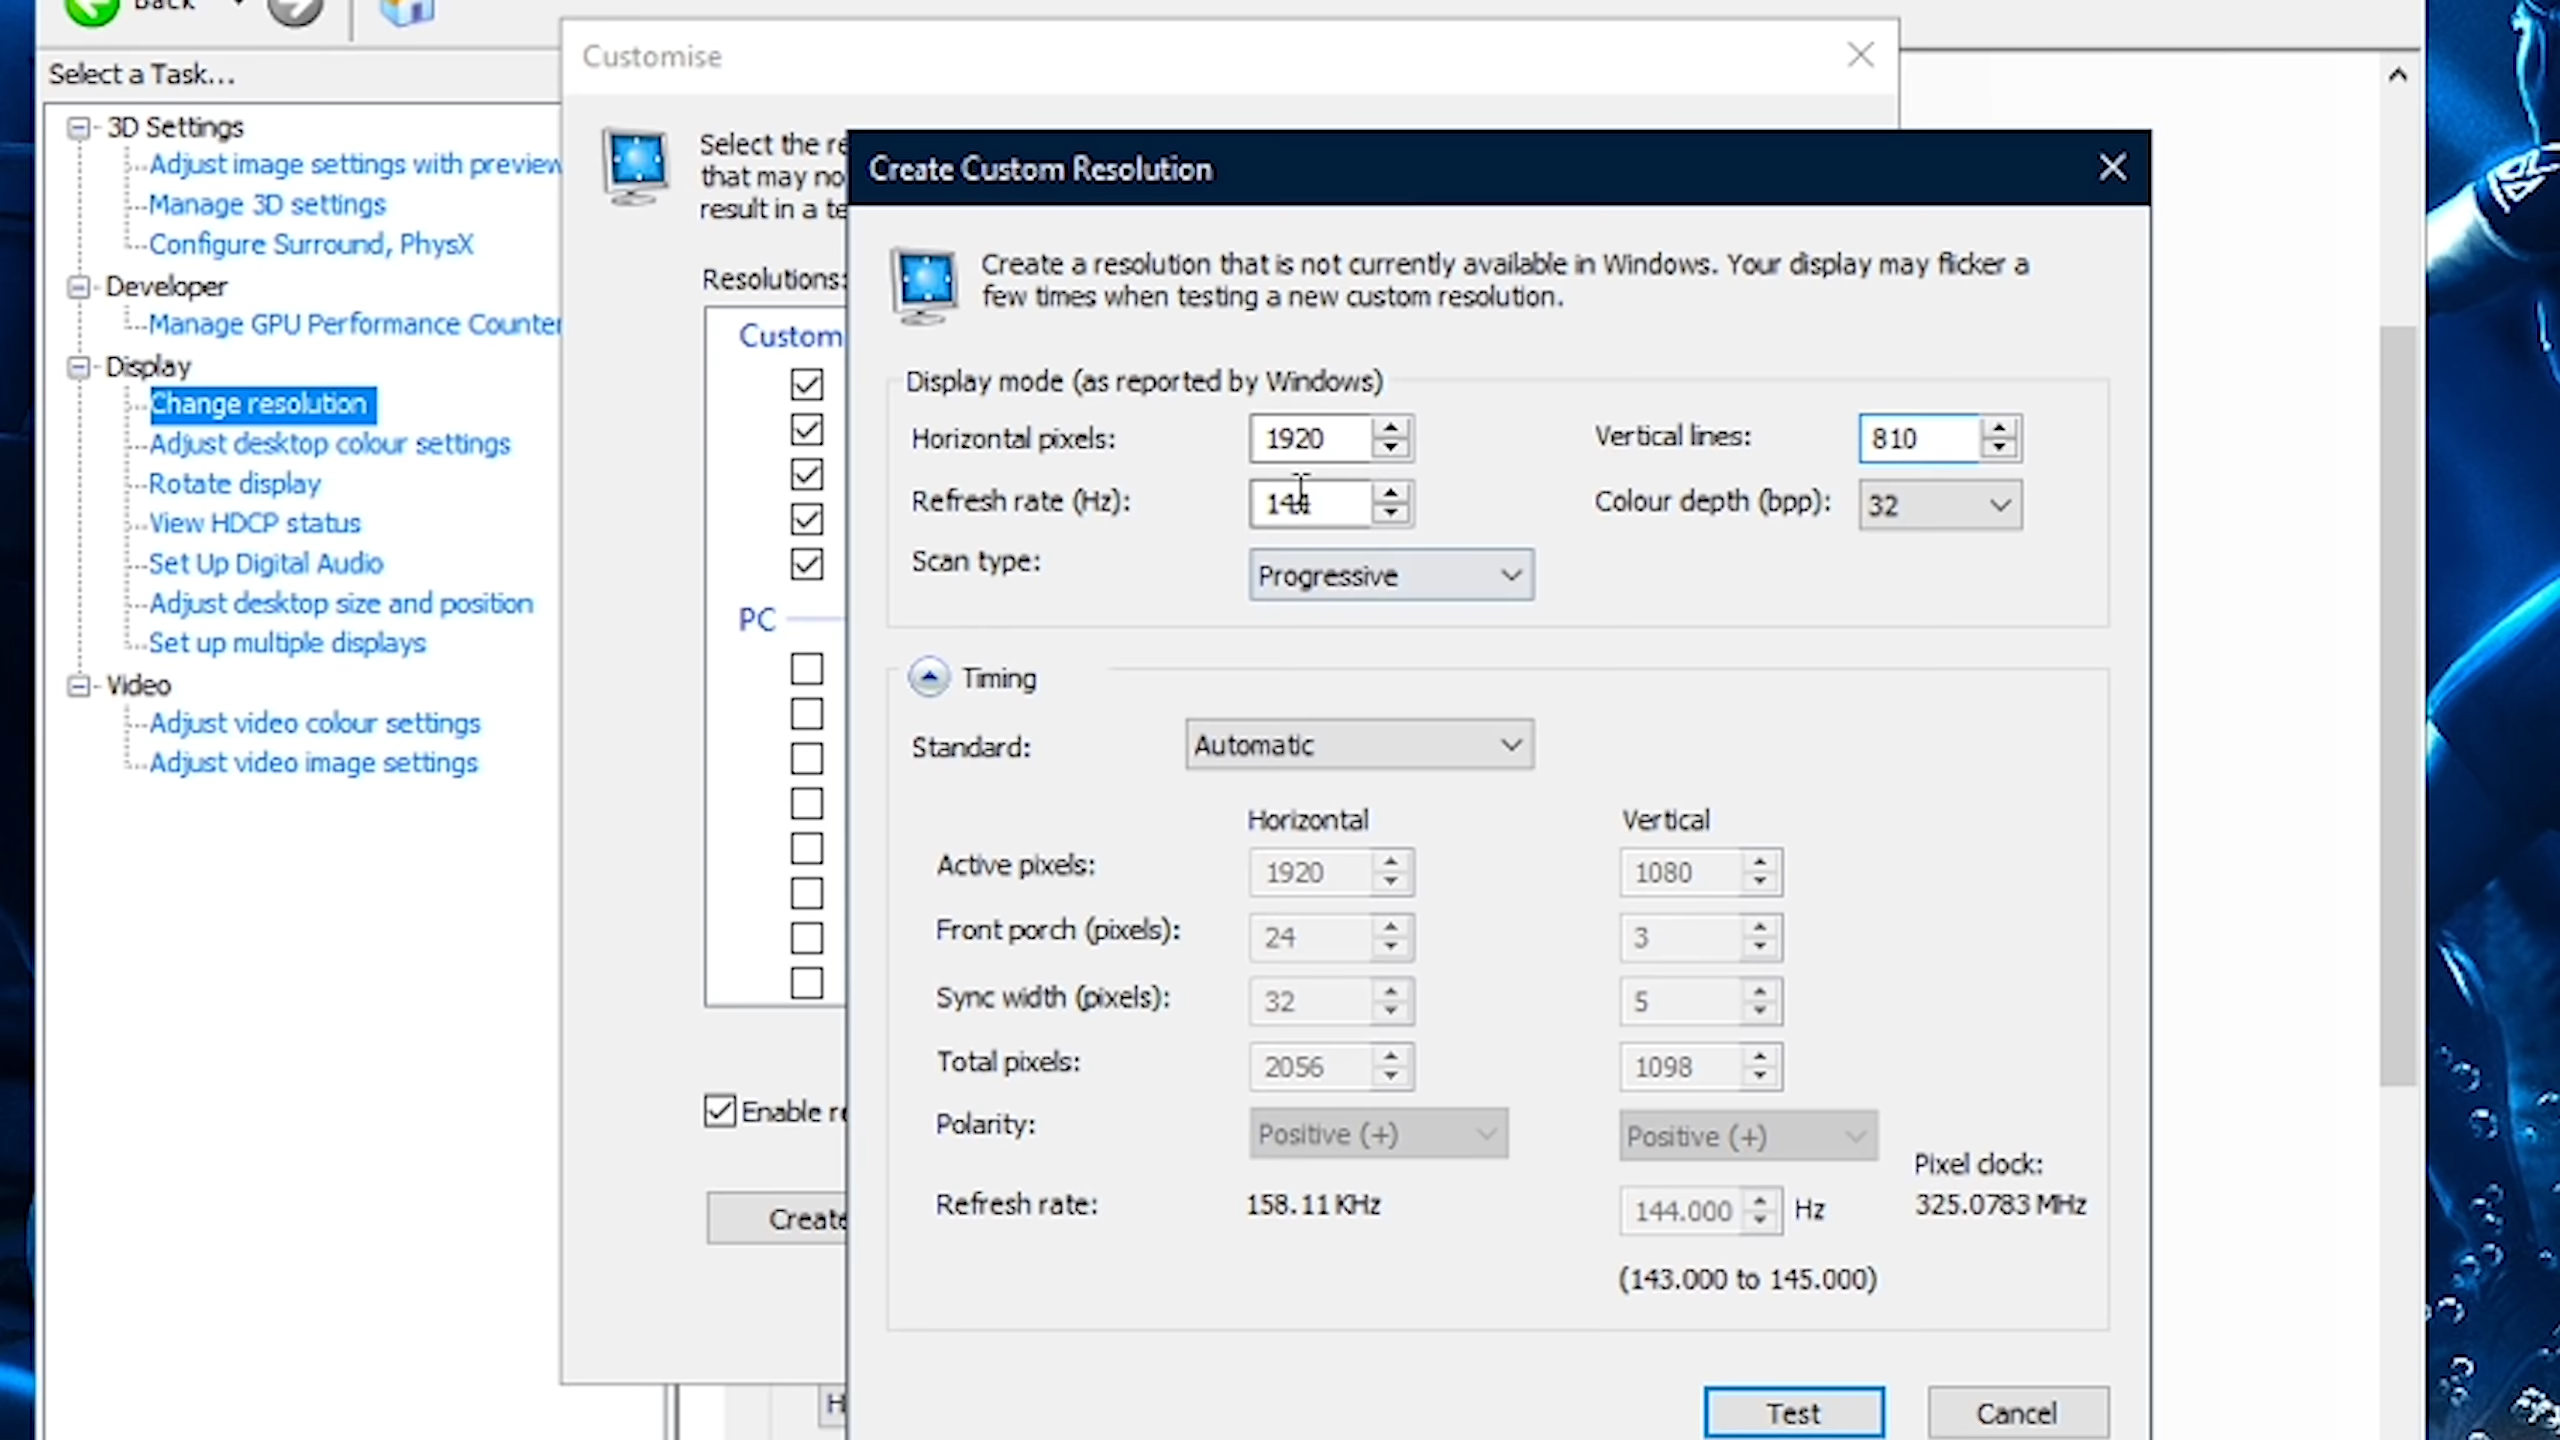 Back
Select a Task...
3D Settings
Adjust image settings with preview
Manage 3D settings
Configure Surround, PhysX
Developer
Manage GPU Performance Counter
Display
Change resolution
Adjust desktop colour settings
Rotate display
View HDCP status
Set Up Digital Audio
Adjust desktop size and position
Set up multiple displays
Video
Adjust video colour settings
Adjust video image settings
Customise
Select the re
that may no
result in a te
Resolutions:
Custom
PC
Enable re
Create
H
Create Custom Resolution
Create a resolution that is not currently available in Windows. Your display may flicker a
few times when testing a new custom resolution.
Display mode (as reported by Windows)
Horizontal pixels: 1920 Vertical lines: 810
Refresh rate (Hz): 144 Colour depth (bpp): 32
Scan type: Progressive
Timing
Standard: Automatic
Horizontal Vertical
Active pixels: 1920 1080
Front porch (pixels): 24 3
Sync width (pixels): 32 5
Total pixels: 2056 1098
Polarity: Positive (+) Positive (+)
Pixel clock:
Refresh rate: 158.11 KHz 144.000 Hz 325.0783 MHz
(143.000 to 145.000)
Test Cancel